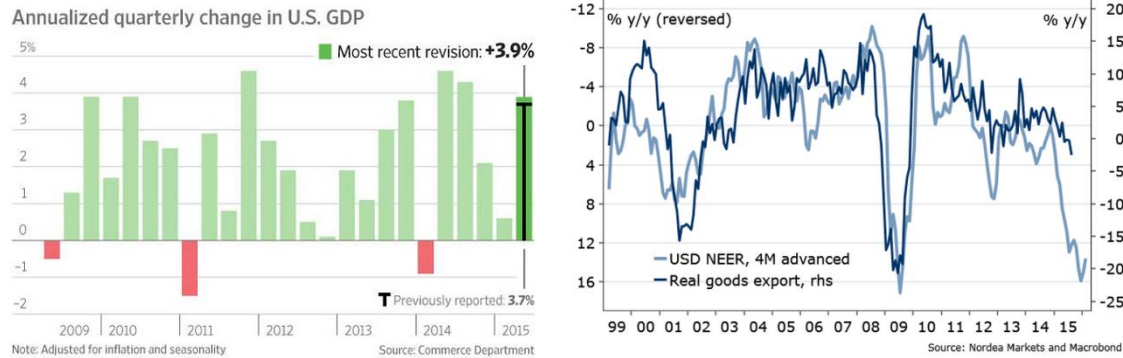 Annualized quarterly change in U.S. GDP
5%
4
3
2
1
0
−1
−2
Most recent revision: +3.9%
Previously reported: 3.7%
2009 2010 2011 2012 2013 2014 2015
Note: Adjusted for inflation and seasonality
Source: Commerce Department
% y/y (reversed)
% y/y
-12
-8
-4
0
4
8
12
16
20
15
10
5
0
-5
-10
-15
-20
-25
USD NEER, 4M advanced
Real goods export, rhs
99 00 01 02 03 04 05 06 07 08 09 10 11 12 13 14 15
Source: Nordea Markets and Macrobond